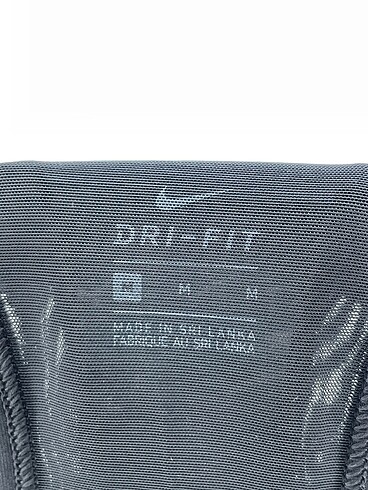 DRI-FIT
M M
MADE IN SRI LANKA
FABRIQUE AU SRI LANKA